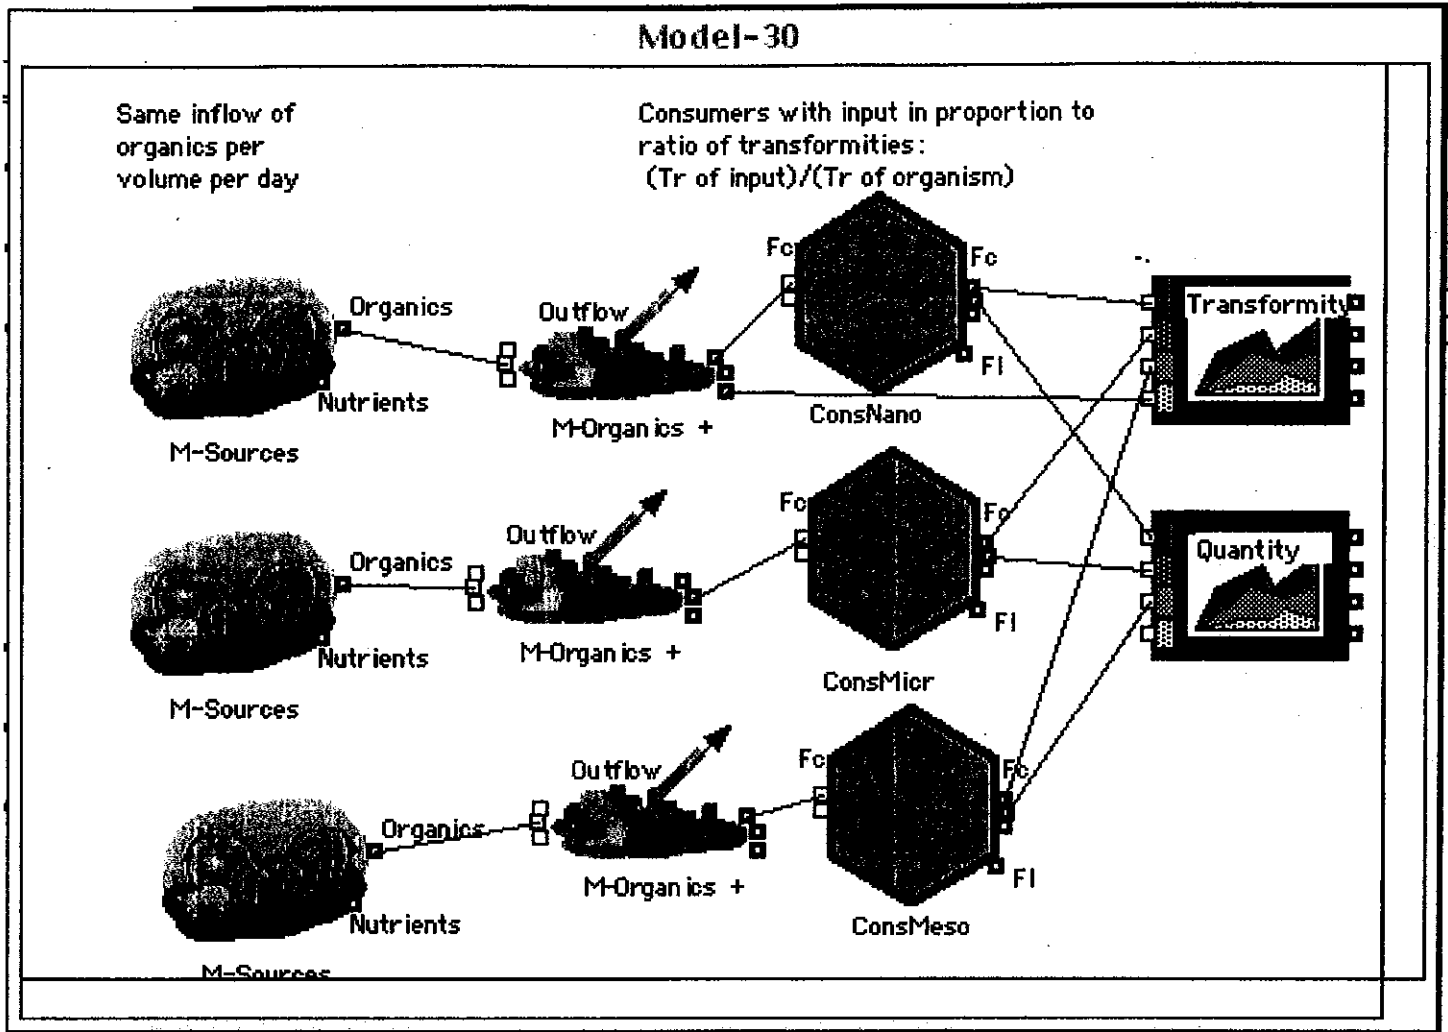 Model-30
Same inflow of
organics per
volume per day
Consumers with input in proportion to
ratio of transformities:
(Tr of input)/(Tr of organism)
Organics
Nutrients
M-Sources
Outflow
M-Organics +
Fc
Fc
Fl
ConsNano
Transformity
Organics
Nutrients
M-Sources
Outflow
M-Organics +
Fc
Fc
Fl
ConsMicr
Quantity
Organics
Nutrients
M-Sources
Outflow
M-Organics +
Fc
Fc
Fl
ConsMeso